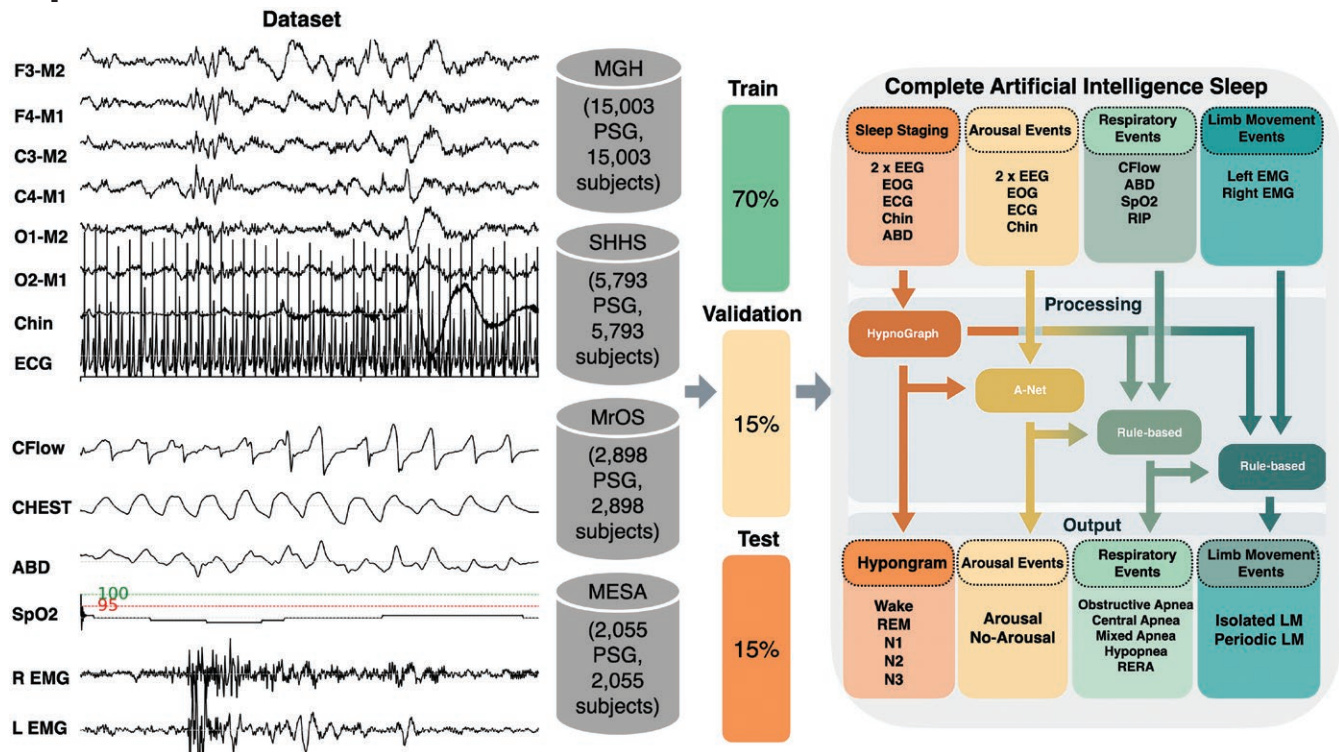 Dataset
F3-M2
F4-M1
C3-M2
C4-M1
O1-M2
O2-M1
Chin
ECG
CFlow
CHEST
ABD
SpO2
100
95
R EMG
L EMG
MGH
(15,003
PSG,
15,003
subjects)
SHHS
(5,793
PSG,
5,793
subjects)
MrOS
(2,898
PSG,
2,898
subjects)
MESA
(2,055
PSG,
2,055
subjects)
Train
70%
Validation
15%
Test
15%
Complete Artificial Intelligence Sleep
Sleep Staging
2 x EEG
EOG
ECG
Chin
ABD
Arousal Events
2 x EEG
EOG
ECG
Chin
Respiratory
Events
CFlow
ABD
SpO2
RIP
Limb Movement
Events
Left EMG
Right EMG
Processing
HypnoGraph
A-Net
Rule-based
Rule-based
Output
Hypongram
Wake
REM
N1
N2
N3
Arousal Events
Arousal
No-Arousal
Respiratory
Events
Obstructive Apnea
Central Apnea
Mixed Apnea
Hypopnea
RERA
Limb Movement
Events
Isolated LM
Periodic LM